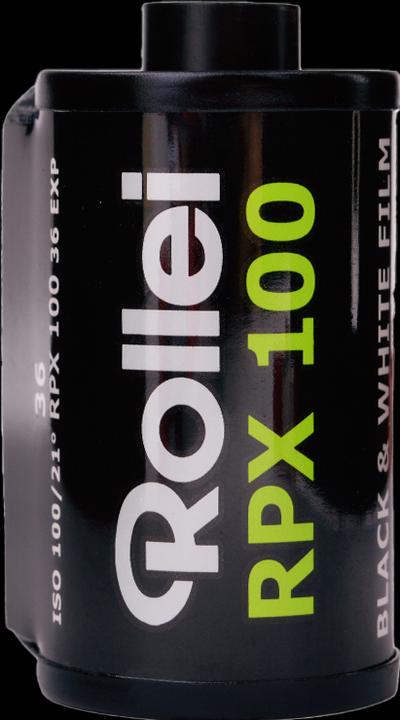 36
ISO 100/21° RPX 100 36 EXP
Rollei
RPX 100
BLACK & WHITE FILM